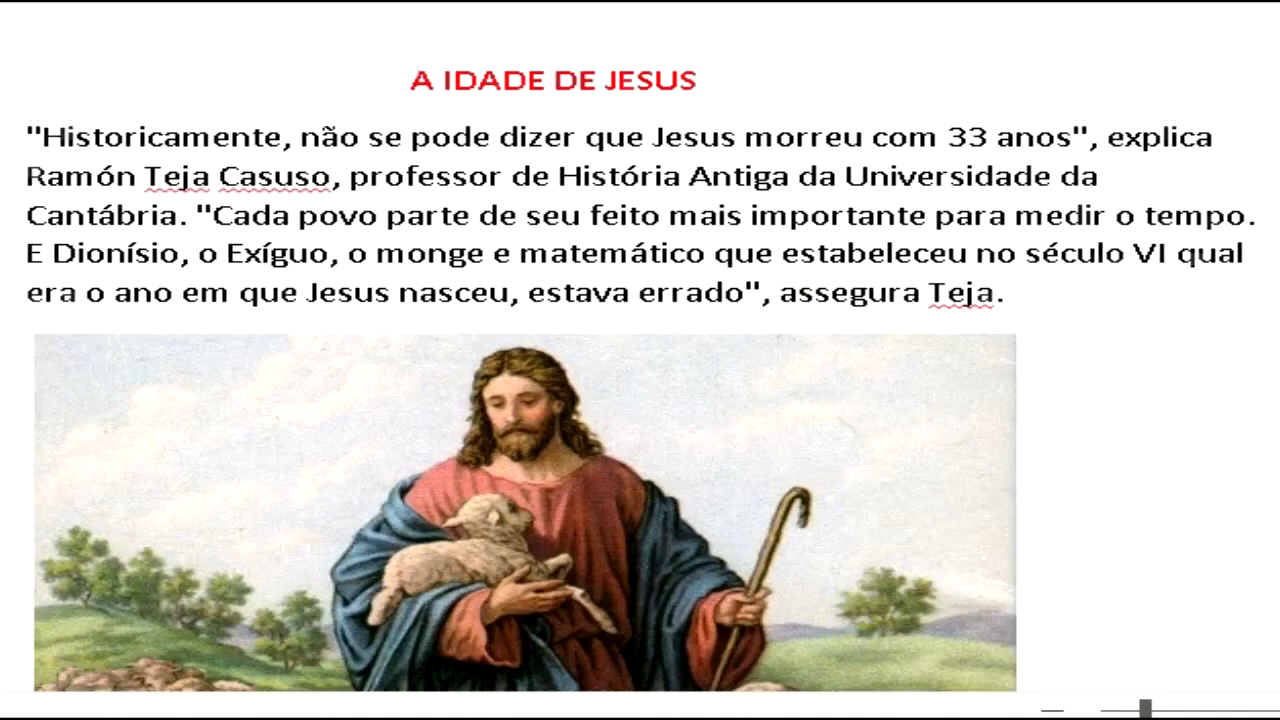 A IDADE DE JESUS
"Historicamente, não se pode dizer que Jesus morreu com 33 anos", explica
Ramón Teja Casuso, professor de História Antiga da Universidade da
Cantábria. "Cada povo parte de seu feito mais importante para medir o tempo.
E Dionísio, o Exíguo, o monge e matemático que estabeleceu no século VI qual
era o ano em que Jesus nasceu, estava errado", assegura Teja.